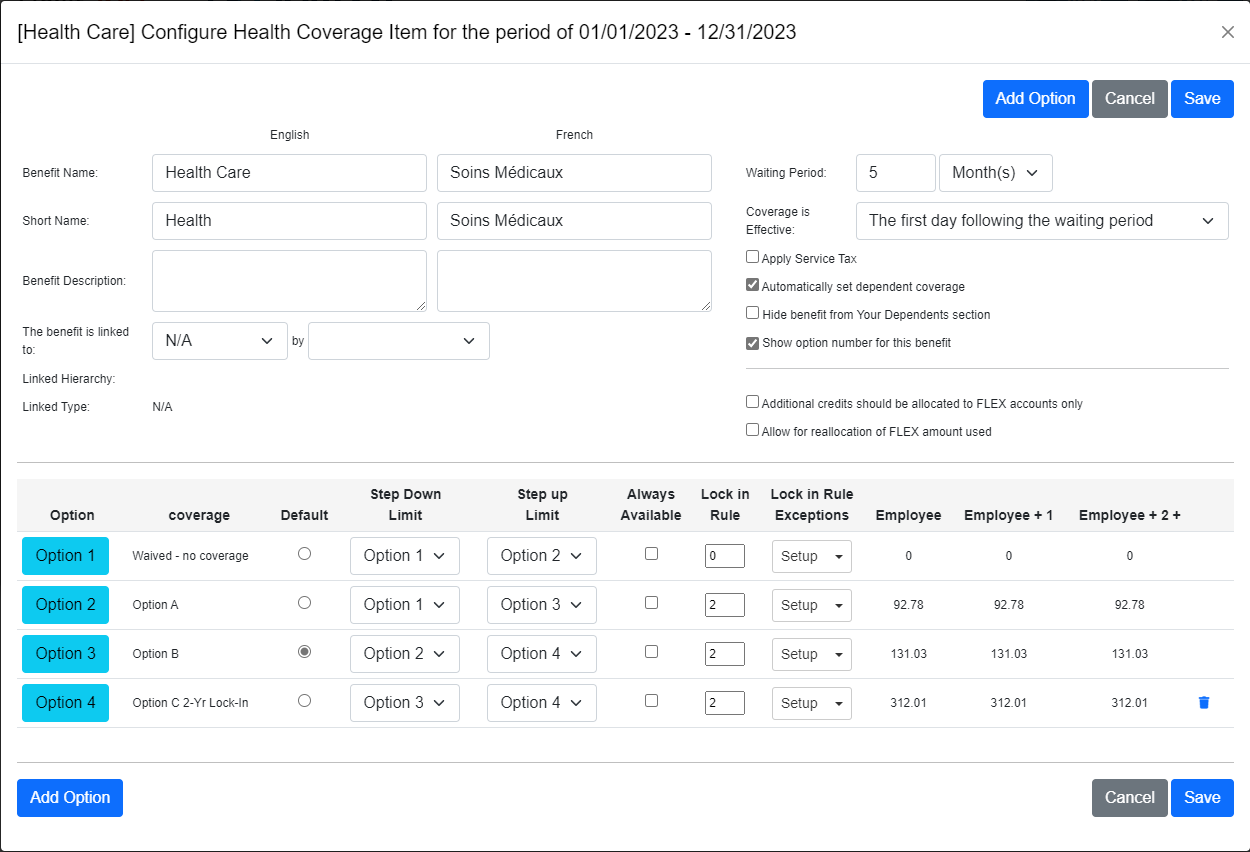 [Health Care] Configure Health Coverage Item for the period of 01/01/2023 - 12/31/2023
Add Option Cancel Save
English French
Benefit Name: Health Care Soins Médicaux
Short Name: Health Soins Médicaux
Benefit Description:
The benefit is linked
to:
N/A by
Linked Hierarchy:
Linked Type: N/A
Waiting Period: 5 Month(s)
Coverage is
Effective:
The first day following the waiting period
Apply Service Tax
Automatically set dependent coverage
Hide benefit from Your Dependents section
Show option number for this benefit
Additional credits should be allocated to FLEX accounts only
Allow for reallocation of FLEX amount used
Step Down Step up Always Lock in Lock in Rule
Option coverage Default Limit Limit Available Rule Exceptions Employee Employee + 1 Employee + 2 +
Option 1 Waived - no coverage Option 1 Option 2 0 Setup 0 0 0
Option 2 Option A Option 1 Option 3 2 Setup 92.78 92.78 92.78
Option 3 Option B Option 2 Option 4 2 Setup 131.03 131.03 131.03
Option 4 Option C 2-Yr Lock-In Option 3 Option 4 2 Setup 312.01 312.01 312.01
Add Option Cancel Save